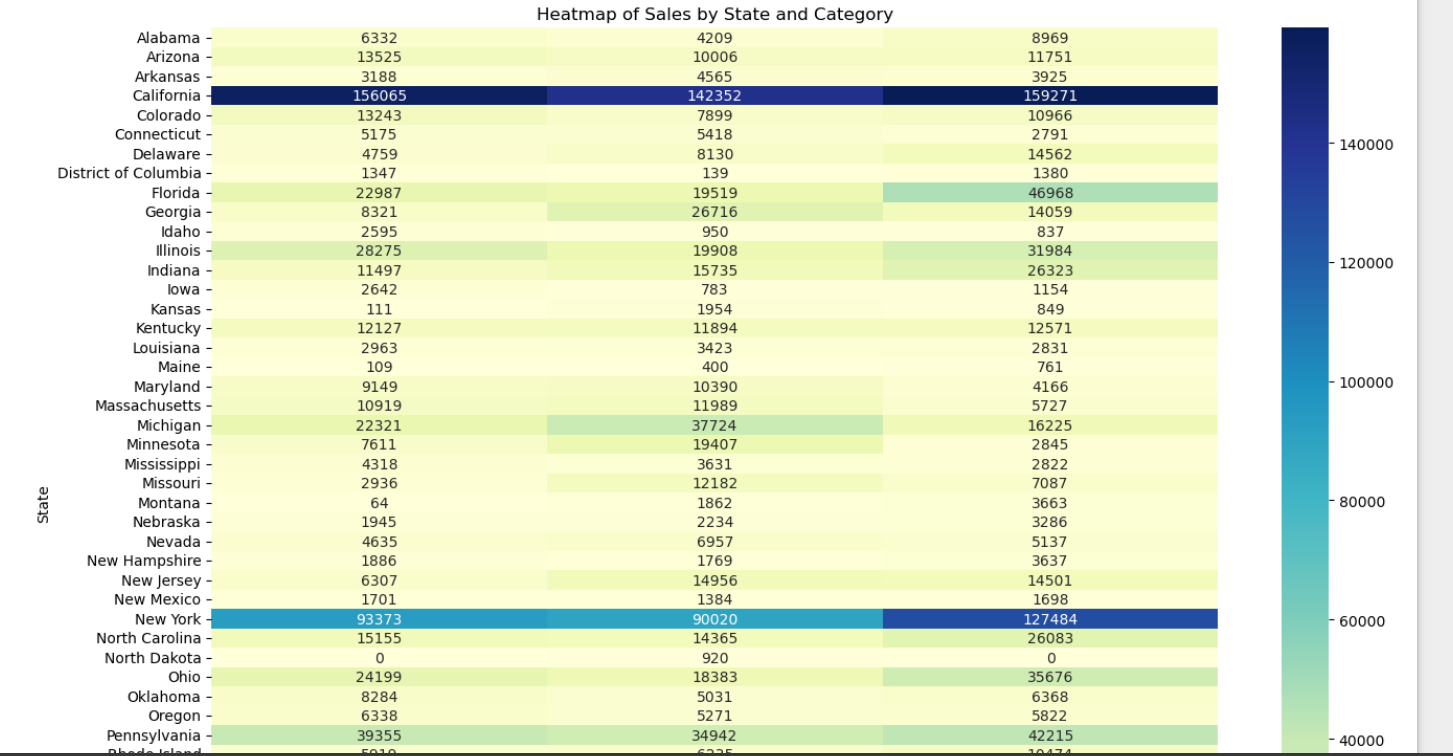 Heatmap of Sales by State and Category
Alabama 6332 4209 8969
Arizona 13525 10006 11751
Arkansas 3188 4565 3925
California 156065 142352 159271
Colorado 13243 7899 10966
Connecticut 5175 5418 2791
Delaware 4759 8130 14562
District of Columbia 1347 139 1380
Florida 22987 19519 46968
Georgia 8321 26716 14059
Idaho 2595 950 837
Illinois 28275 19908 31984
Indiana 11497 15735 26323
Iowa 2642 783 1154
Kansas 111 1954 849
Kentucky 12127 11894 12571
Louisiana 2963 3423 2831
Maine 109 400 761
Maryland 9149 10390 4166
Massachusetts 10919 11989 5727
Michigan 22321 37724 16225
Minnesota 7611 19407 2845
Mississippi 4318 3631 2822
Missouri 2936 12182 7087
Montana 64 1862 3663
Nebraska 1945 2234 3286
Nevada 4635 6957 5137
New Hampshire 1886 1769 3637
New Jersey 6307 14956 14501
New Mexico 1701 1384 1698
New York 93373 90020 127484
North Carolina 15155 14365 26083
North Dakota 0 920 0
Ohio 24199 18383 35676
Oklahoma 8284 5031 6368
Oregon 6338 5271 5822
Pennsylvania 39355 34942 42215
Rhode Island
State
140000
120000
100000
80000
60000
40000